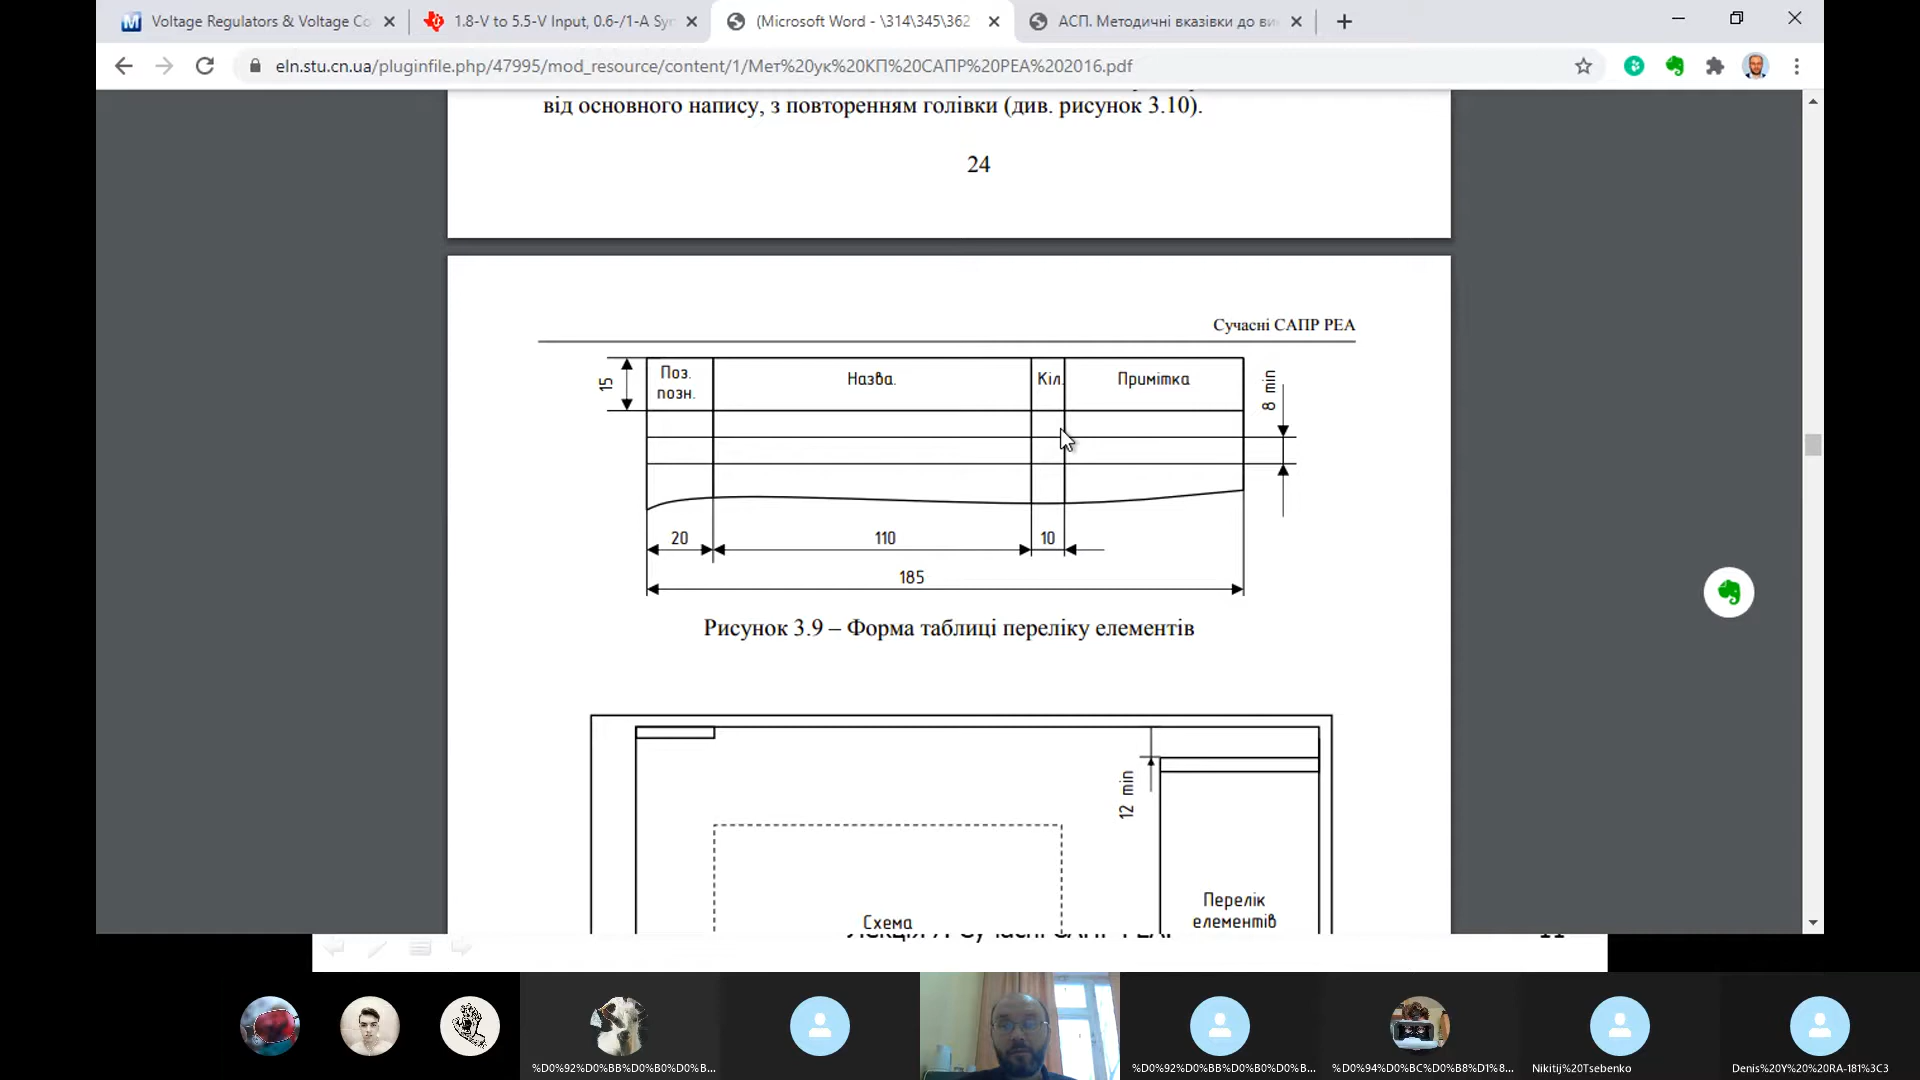 Voltage Regulators & Voltage Co
1.8-V to 5.5-V Input, 0.6-/1-A Syn
(Microsoft Word - \314\345\362
АСП. Методичні вказівки до ви
eln.stu.cn.ua/pluginfile.php/47995/mod_resource/content/1/Мет%20ук%20КП%20САПР%20РЕА%202016.pdf
від основного напису, з повторенням голівки (див. рисунок 3.10).
24
Сучасні САПР РЕА
Поз. позн.
Назва.
Кіл.
Примітка
15
8 min
20
110
10
185
Рисунок 3.9 – Форма таблиці переліку елементів
12 min
Схема
Перелік
елементів
%D0%92%D0%BB%D0%B0%D0%B...
%D0%92%D0%BB%D0%B0%D0%B...
%D0%94%D0%BC%D0%B8%D1%8...
Nikitij%20Tsebenko
Denis%20Y%20RA-181%3C3